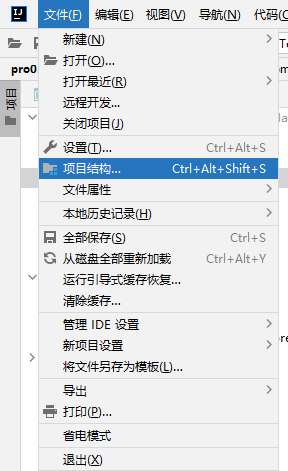 IJ 文件(F) 编辑(E) 视图(V) 导航(N) 代码(
新建(N)
打开(O)...
打开最近(R)
远程开发...
关闭项目(J)
设置(T)... Ctrl+Alt+S
项目结构... Ctrl+Alt+Shift+S
文件属性
本地历史记录(H)
全部保存(S) Ctrl+S
从磁盘全部重新加载 Ctrl+Alt+Y
运行引导式缓存恢复...
清除缓存...
管理 IDE 设置
新项目设置
将文件另存为模板(L)...
导出
打印(P)...
省电模式
退出(X)
pro0
项目